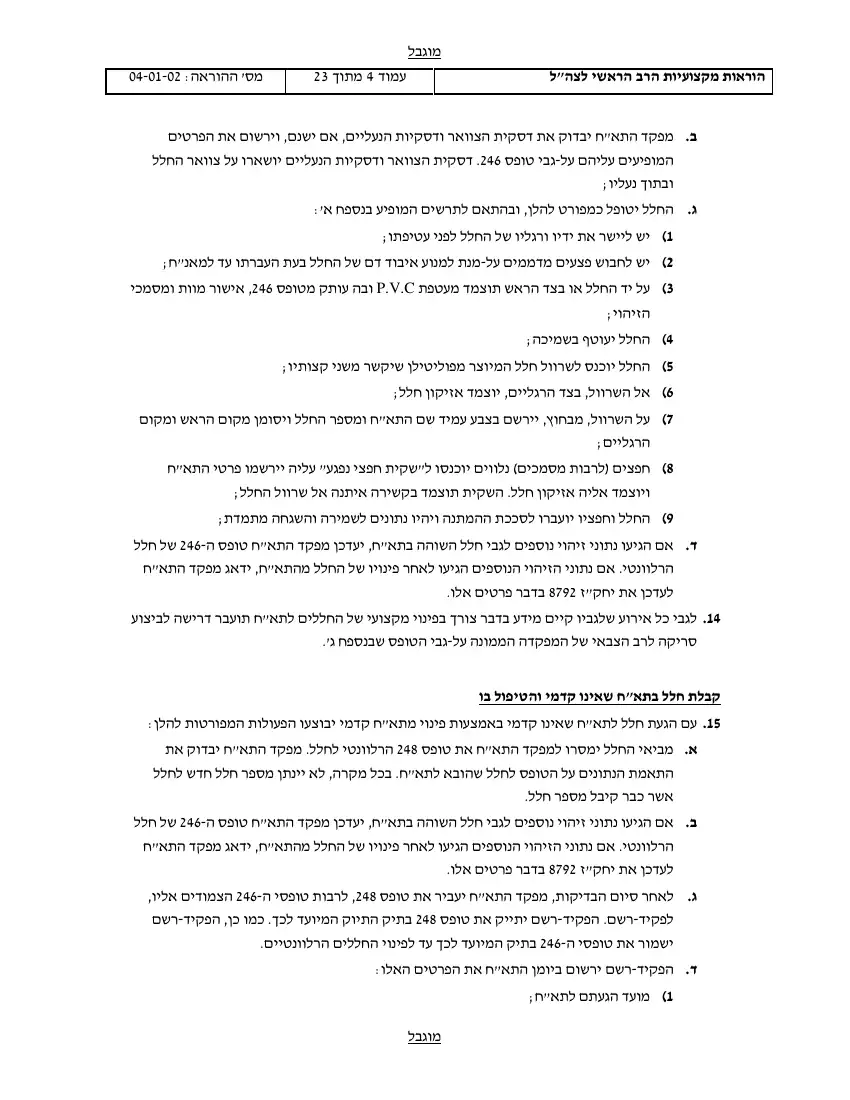 מוגבל
הוראות מקצועיות הרב הראשי לצה״ל עמוד 4 מתוך 23 מס׳ ההוראה: 04-01-02
ב. מפקד התא״ח יבדוק את דסקית הצוואר ודסקיות הנעליים, אם ישנם, וירשום את הפרטים
המופיעים עליהם על-גבי טופס 246. דסקית הצוואר ודסקיות הנעליים יושארו על צוואר החלל
ובתוך נעליו;
ג. החלל יטופל כמפורט להלן, ובהתאם לתרשים המופיע בנספח א׳:
1) יש ליישר את ידיו ורגליו של החלל לפני עטיפתו;
2) יש לחבוש פצעים מדממים על-מנת למנוע איבוד דם של החלל בעת העברתו עד למאנ״ח;
3) על יד החלל או בצד הראש תוצמד מעטפת P.V.C ובה עותק מטופס 246, אישור מוות ומסמכי
הזיהוי;
4) החלל יעוטף בשמיכה;
5) החלל יוכנס לשרוול חלל המיוצר מפוליטילן שיקשר משני קצותיו;
6) אל השרוול, בצד הרגליים, יוצמד אזיקון חלל;
7) על השרוול, מבחוץ, יירשם בצבע עמיד שם התא״ח ומספר החלל ויסומן מקום הראש ומקום
הרגליים;
8) חפצים (לרבות מסמכים) נלווים יוכנסו ל״שקית חפצי נפגע״ עליה יירשמו פרטי התא״ח
ויוצמד אליה אזיקון חלל. השקית תוצמד בקשירה איתנה אל שרוול החלל;
9) החלל וחפציו יועברו לסככת ההמתנה ויהיו נתונים לשמירה והשגחה מתמדת;
ד. אם הגיעו נתוני זיהוי נוספים לגבי חלל השוהה בתא״ח, יעדכן מפקד התא״ח טופס ה-246 של חלל
הרלוונטי. אם נתוני הזיהוי הנוספים הגיעו לאחר פינויו של החלל מהתא״ח, ידאג מפקד התא״ח
לעדכן את יחק״ז 8792 בדבר פרטים אלו.
14. לגבי כל אירוע שלגביו קיים מידע בדבר צורך בפינוי מקצועי של החללים לתא״ח תועבר דרישה לביצוע
סריקה לרב הצבאי של המפקדה הממונה על-גבי הטופס שבנספח ג׳.
קבלת חלל בתא״ח שאינו קדמי והטיפול בו
15. עם הגעת חלל לתא״ח שאינו קדמי באמצעות פינוי מתא״ח קדמי יבוצעו הפעולות המפורטות להלן:
א. מביאי החלל ימסרו למפקד התא״ח את טופס 248 הרלוונטי לחלל. מפקד התא״ח יבדוק את
התאמת הנתונים על הטופס לחלל שהובא לתא״ח. בכל מקרה, לא יינתן מספר חלל חדש לחלל
אשר כבר קיבל מספר חלל.
ב. אם הגיעו נתוני זיהוי נוספים לגבי חלל השוהה בתא״ח, יעדכן מפקד התא״ח טופס ה-246 של חלל
הרלוונטי. אם נתוני הזיהוי הנוספים הגיעו לאחר פינויו של החלל מהתא״ח, ידאג מפקד התא״ח
לעדכן את יחק״ז 8792 בדבר פרטים אלו.
ג. לאחר סיום הבדיקות, מפקד התא״ח יעביר את טופס 248, לרבות טופסי ה-246 הצמודים אליו,
לפקיד-רשם. הפקיד-רשם יתייק את טופס 248 בתיק התיוק המיועד לכך. כמו כן, הפקיד-רשם
ישמור את טופסי ה-246 בתיק המיועד לכך עד לפינוי החללים הרלוונטיים.
ד. הפקיד-רשם ירשום ביומן התא״ח את הפרטים האלו:
1) מועד הגעתם לתא״ח;
מוגבל